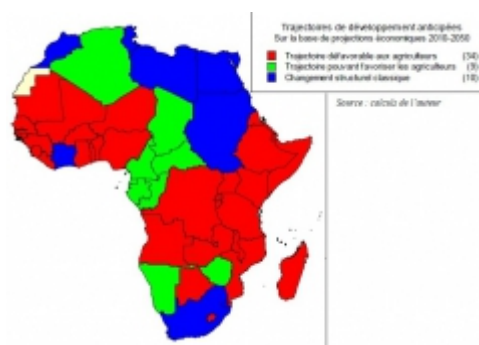 Trajectoires de développement anticipées
Sur la base de projections économiques 2010-2050
Trajectoire défavorable aux agriculteurs (34)
Trajectoire pouvant favoriser les agriculteurs (9)
Changement structurel classique (10)
Source : calculs de l'auteur